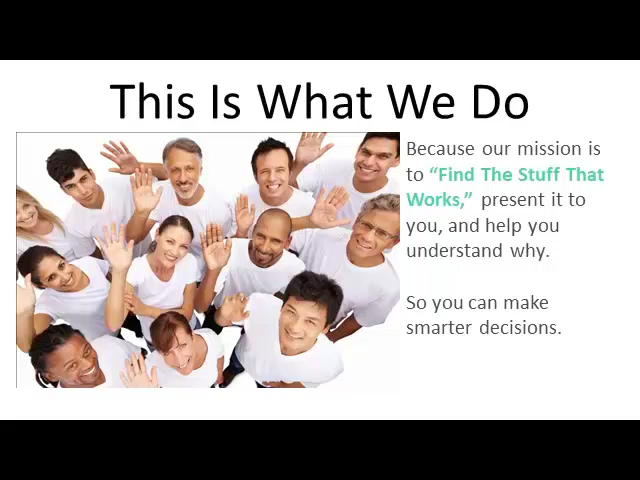 This Is What We Do
Because our mission is
to “Find The Stuff That
Works,” present it to
you, and help you
understand why.
So you can make
smarter decisions.